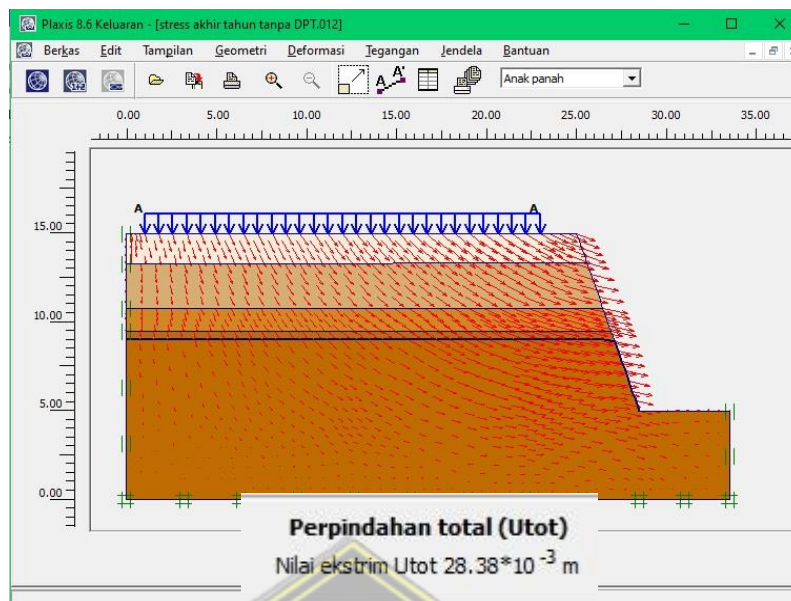 Plaxis 8.6 Keluaran - [stress akhir tahun tanpa DPT.012]
Berkas Edit Tampilan Geometri Deformasi Tegangan Jendela Bantuan
A A* Anak panah
0.00 5.00 10.00 15.00 20.00 25.00 30.00 35.00
A A
15.00
10.00
5.00
0.00
Perpindahan total (Utot)
Nilai ekstrim Utot 28.38*10 -3 m